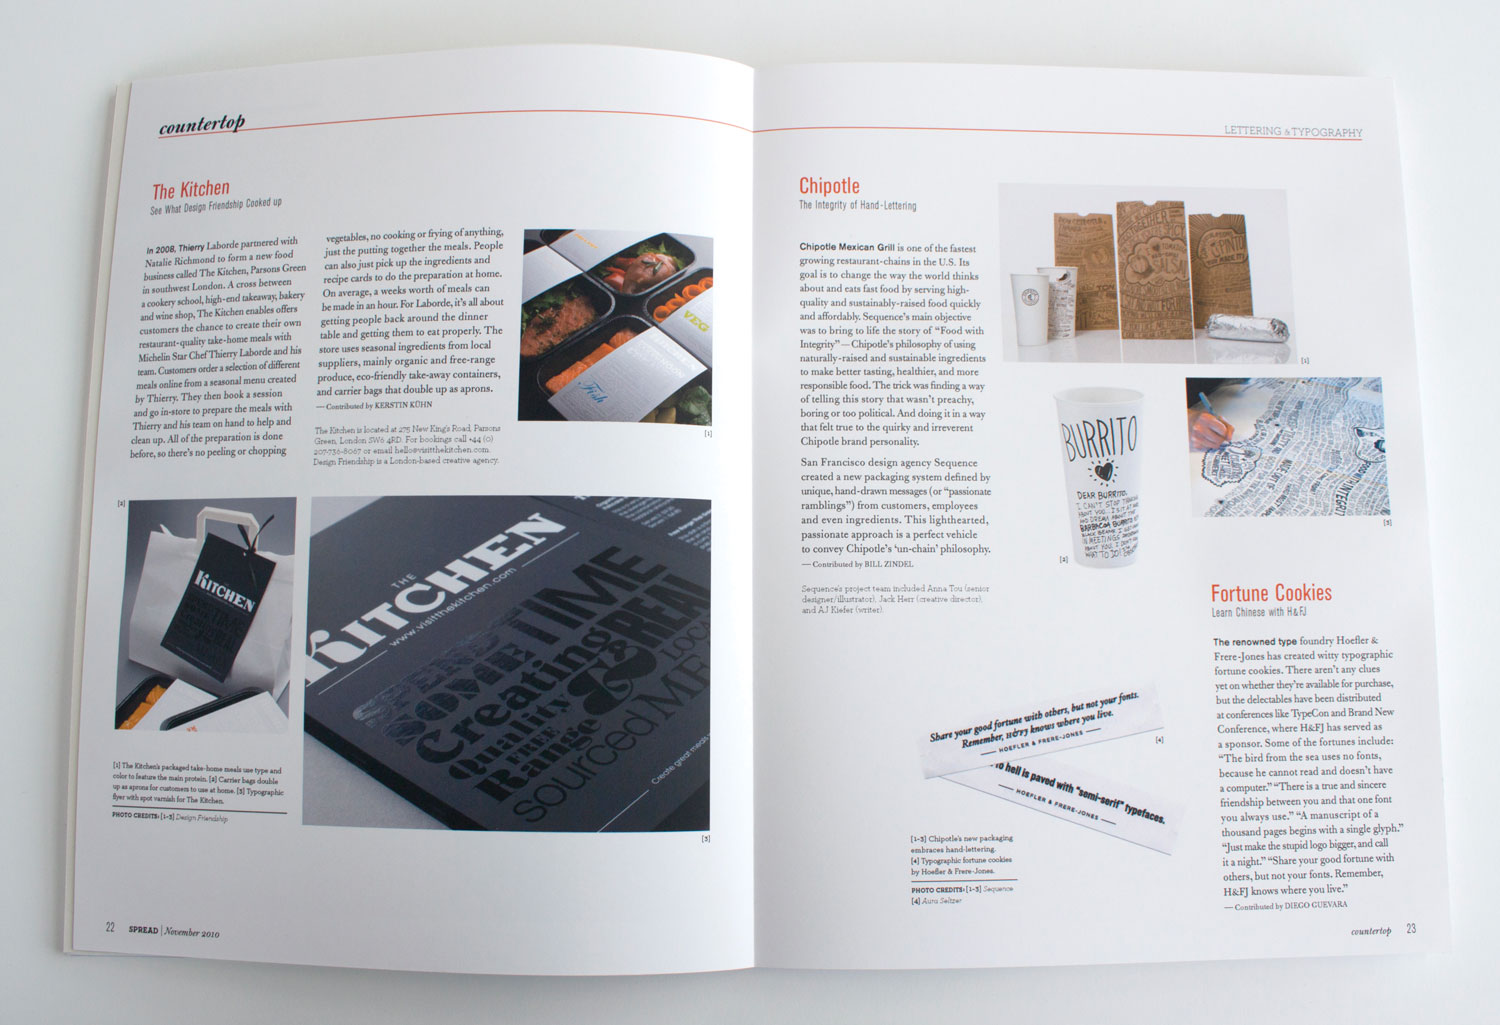 countertop
The Kitchen
See What Design Friendship Cooked up
In 2008, Thierry Laborde partnered with
Natalie Richmond to form a new food
business called The Kitchen, Parsons Green
in southwest London. A cross between
a cookery school, high-end takeaway, bakery
and wine shop, The Kitchen enables offers
customers the chance to create their own
restaurant-quality take-home meals with
Michelin Star Chef Thierry Laborde and his
team. Customers order a selection of different
meals online from a seasonal menu created
by Thierry. They then book a session
and go in-store to prepare the meals with
Thierry and his team on hand to help and
clean up. All of the preparation is done
before, so there's no peeling or chopping
vegetables, no cooking or frying of anything,
just the putting together the meals. People
can also just pick up the ingredients and
recipe cards to do the preparation at home.
On average, a weeks worth of meals can
be made in an hour. For Laborde, it's all about
getting people back around the dinner
table and getting them to eat properly. The
store uses seasonal ingredients from local
suppliers, mainly organic and free-range
produce, eco-friendly take-away containers,
and carrier bags that double up as aprons.
— Contributed by KERSTIN KÜHN
The Kitchen is located at 275 New King's Road, Parsons
Green, London SW6 4RD. For bookings call +44 (0)
207-736-8067 or email hello@visitthekitchen.com.
Design Friendship is a London-based creative agency.
VEG
Fish
[1]
[2]
THE
KITCHEN
THE
KITCHEN
www.visitthekitchen.com
SOME TIME
Creating
Quality
& REAL
FREE
Range
LOCAL
sourced
Create great meals
[3]
[1] The Kitchen's packaged take-home meals use type and
color to feature the main protein. [2] Carrier bags double
up as aprons for customers to use at home. [3] Typographic
flyer with spot varnish for The Kitchen.
PHOTO CREDITS: [1-3] Design Friendship
22 SPREAD | November 2010
LETTERING & TYPOGRAPHY
Chipotle
The Integrity of Hand-Lettering
Chipotle Mexican Grill is one of the fastest
growing restaurant-chains in the U.S. Its
goal is to change the way the world thinks
about and eats fast food by serving high-
quality and sustainably-raised food quickly
and affordably. Sequence's main objective
was to bring to life the story of "Food with
Integrity" — Chipotle's philosophy of using
naturally-raised and sustainable ingredients
to make better tasting, healthier, and more
responsible food. The trick was finding a way
of telling this story that wasn't preachy,
boring or too political. And doing it in a way
that felt true to the quirky and irreverent
Chipotle brand personality.
San Francisco design agency Sequence
created a new packaging system defined by
unique, hand-drawn messages (or "passionate
ramblings") from customers, employees
and even ingredients. This lighthearted,
passionate approach is a perfect vehicle
to convey Chipotle's 'un-chain' philosophy.
— Contributed by BILL ZINDEL
Sequence's project team included Anna Tou (senior
designer/illustrator), Jack Herr (creative director),
and AJ Kiefer (writer).
[1]
BURRITO
DEAR BURRITO,
I CAN'T STOP THINKING
ABOUT YOU
BARBACOA BURRITO
IN MEETINGS
ABOUT YOU. I DON'T
WHAT TO DO!
[2]
[3]
Fortune Cookies
Learn Chinese with H&FJ
The renowned type foundry Hoefler &
Frere-Jones has created witty typographic
fortune cookies. There aren't any clues
yet on whether they're available for purchase,
but the delectables have been distributed
at conferences like TypeCon and Brand New
Conference, where H&FJ has served as
a sponsor. Some of the fortunes include:
"The bird from the sea uses no fonts,
because he cannot read and doesn't have
a computer." "There is a true and sincere
friendship between you and that one font
you always use." "A manuscript of a
thousand pages begins with a single glyph."
"Just make the stupid logo bigger, and call
it a night." "Share your good fortune with
others, but not your fonts. Remember,
H&FJ knows where you live."
— Contributed by DIEGO GUEVARA
Share your good fortune with others, but not your fonts.
Remember, H&FJ knows where you live.
HOEFLER & FRERE-JONES
[4]
to hell is paved with "semi-serif" typefaces.
HOEFLER & FRERE-JONES
[1-3] Chipotle's new packaging
embraces hand-lettering.
[4] Typographic fortune cookies
by Hoefler & Frere-Jones.
PHOTO CREDITS: [1-3] Sequence
[4] Aura Seltzer
countertop 23